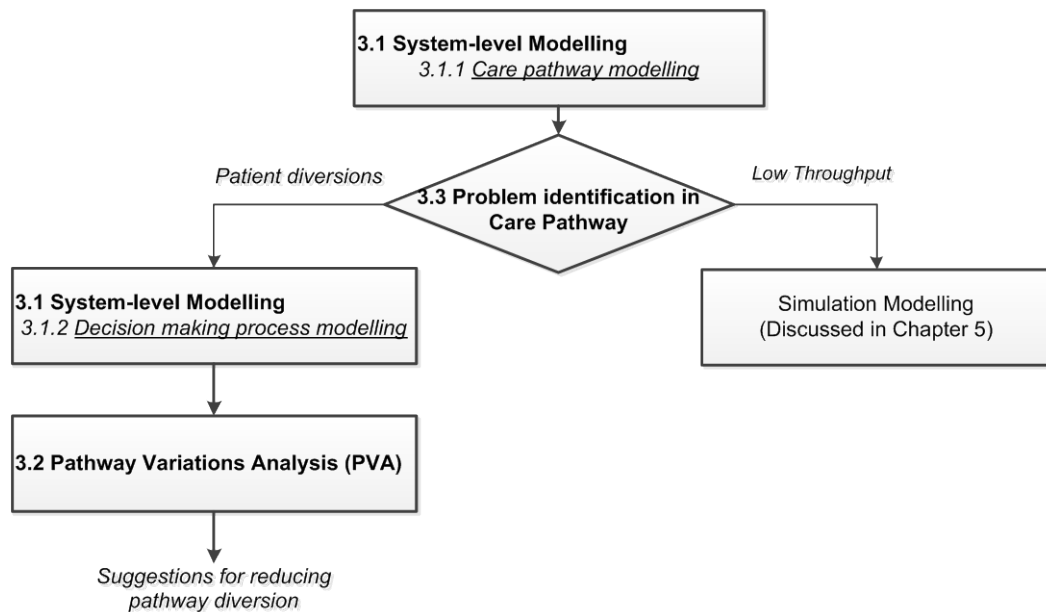 3.1 System-level Modelling
3.1.1 Care pathway modelling
Patient diversions
Low Throughput
3.3 Problem identification in
Care Pathway
3.1 System-level Modelling
3.1.2 Decision making process modelling
Simulation Modelling
(Discussed in Chapter 5)
3.2 Pathway Variations Analysis (PVA)
Suggestions for reducing
pathway diversion